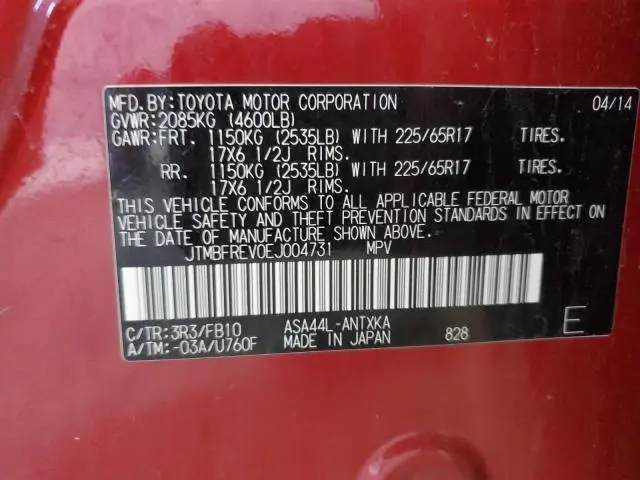 MFD. BY: TOYOTA MOTOR CORPORATION 04/14
GVWR: 2085KG (4600LB)
GAWR: FRT. 1150KG (2535LB) WITH 225/65R17 TIRES.
17X6 1/2J RIMS.
RR. 1150KG (2535LB) WITH 225/65R17 TIRES.
17X6 1/2J RIMS.
THIS VEHICLE CONFORMS TO ALL APPLICABLE FEDERAL MOTOR
VEHICLE SAFETY AND THEFT PREVENTION STANDARDS IN EFFECT ON
THE DATE OF MANUFACTURE SHOWN ABOVE.
JTMBFREV0EJ004731 MPV
C/TR: 3R3/FB10 ASA44L-ANTXKA E
A/TM: -03A/U760F MADE IN JAPAN 828